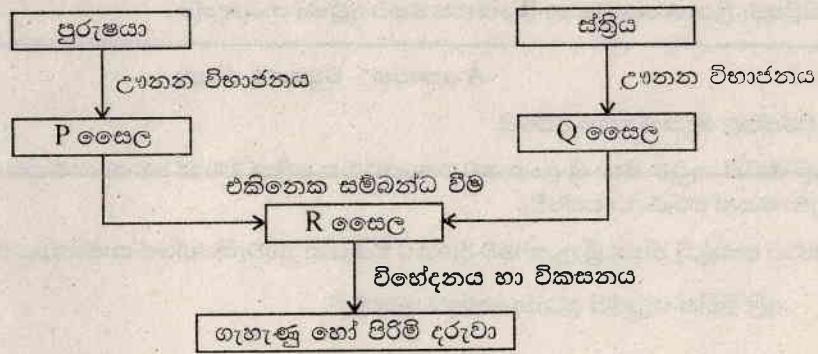 පුරුෂයා
ස්ත්‍රිය
ඌනන විභාජනය
ඌනන විභාජනය
P සෛල
Q සෛල
එකිනෙක සම්බන්ධ වීම
R සෛල
විභේදනය හා විකසනය
ගැහැණු හෝ පිරිමි දරුවා